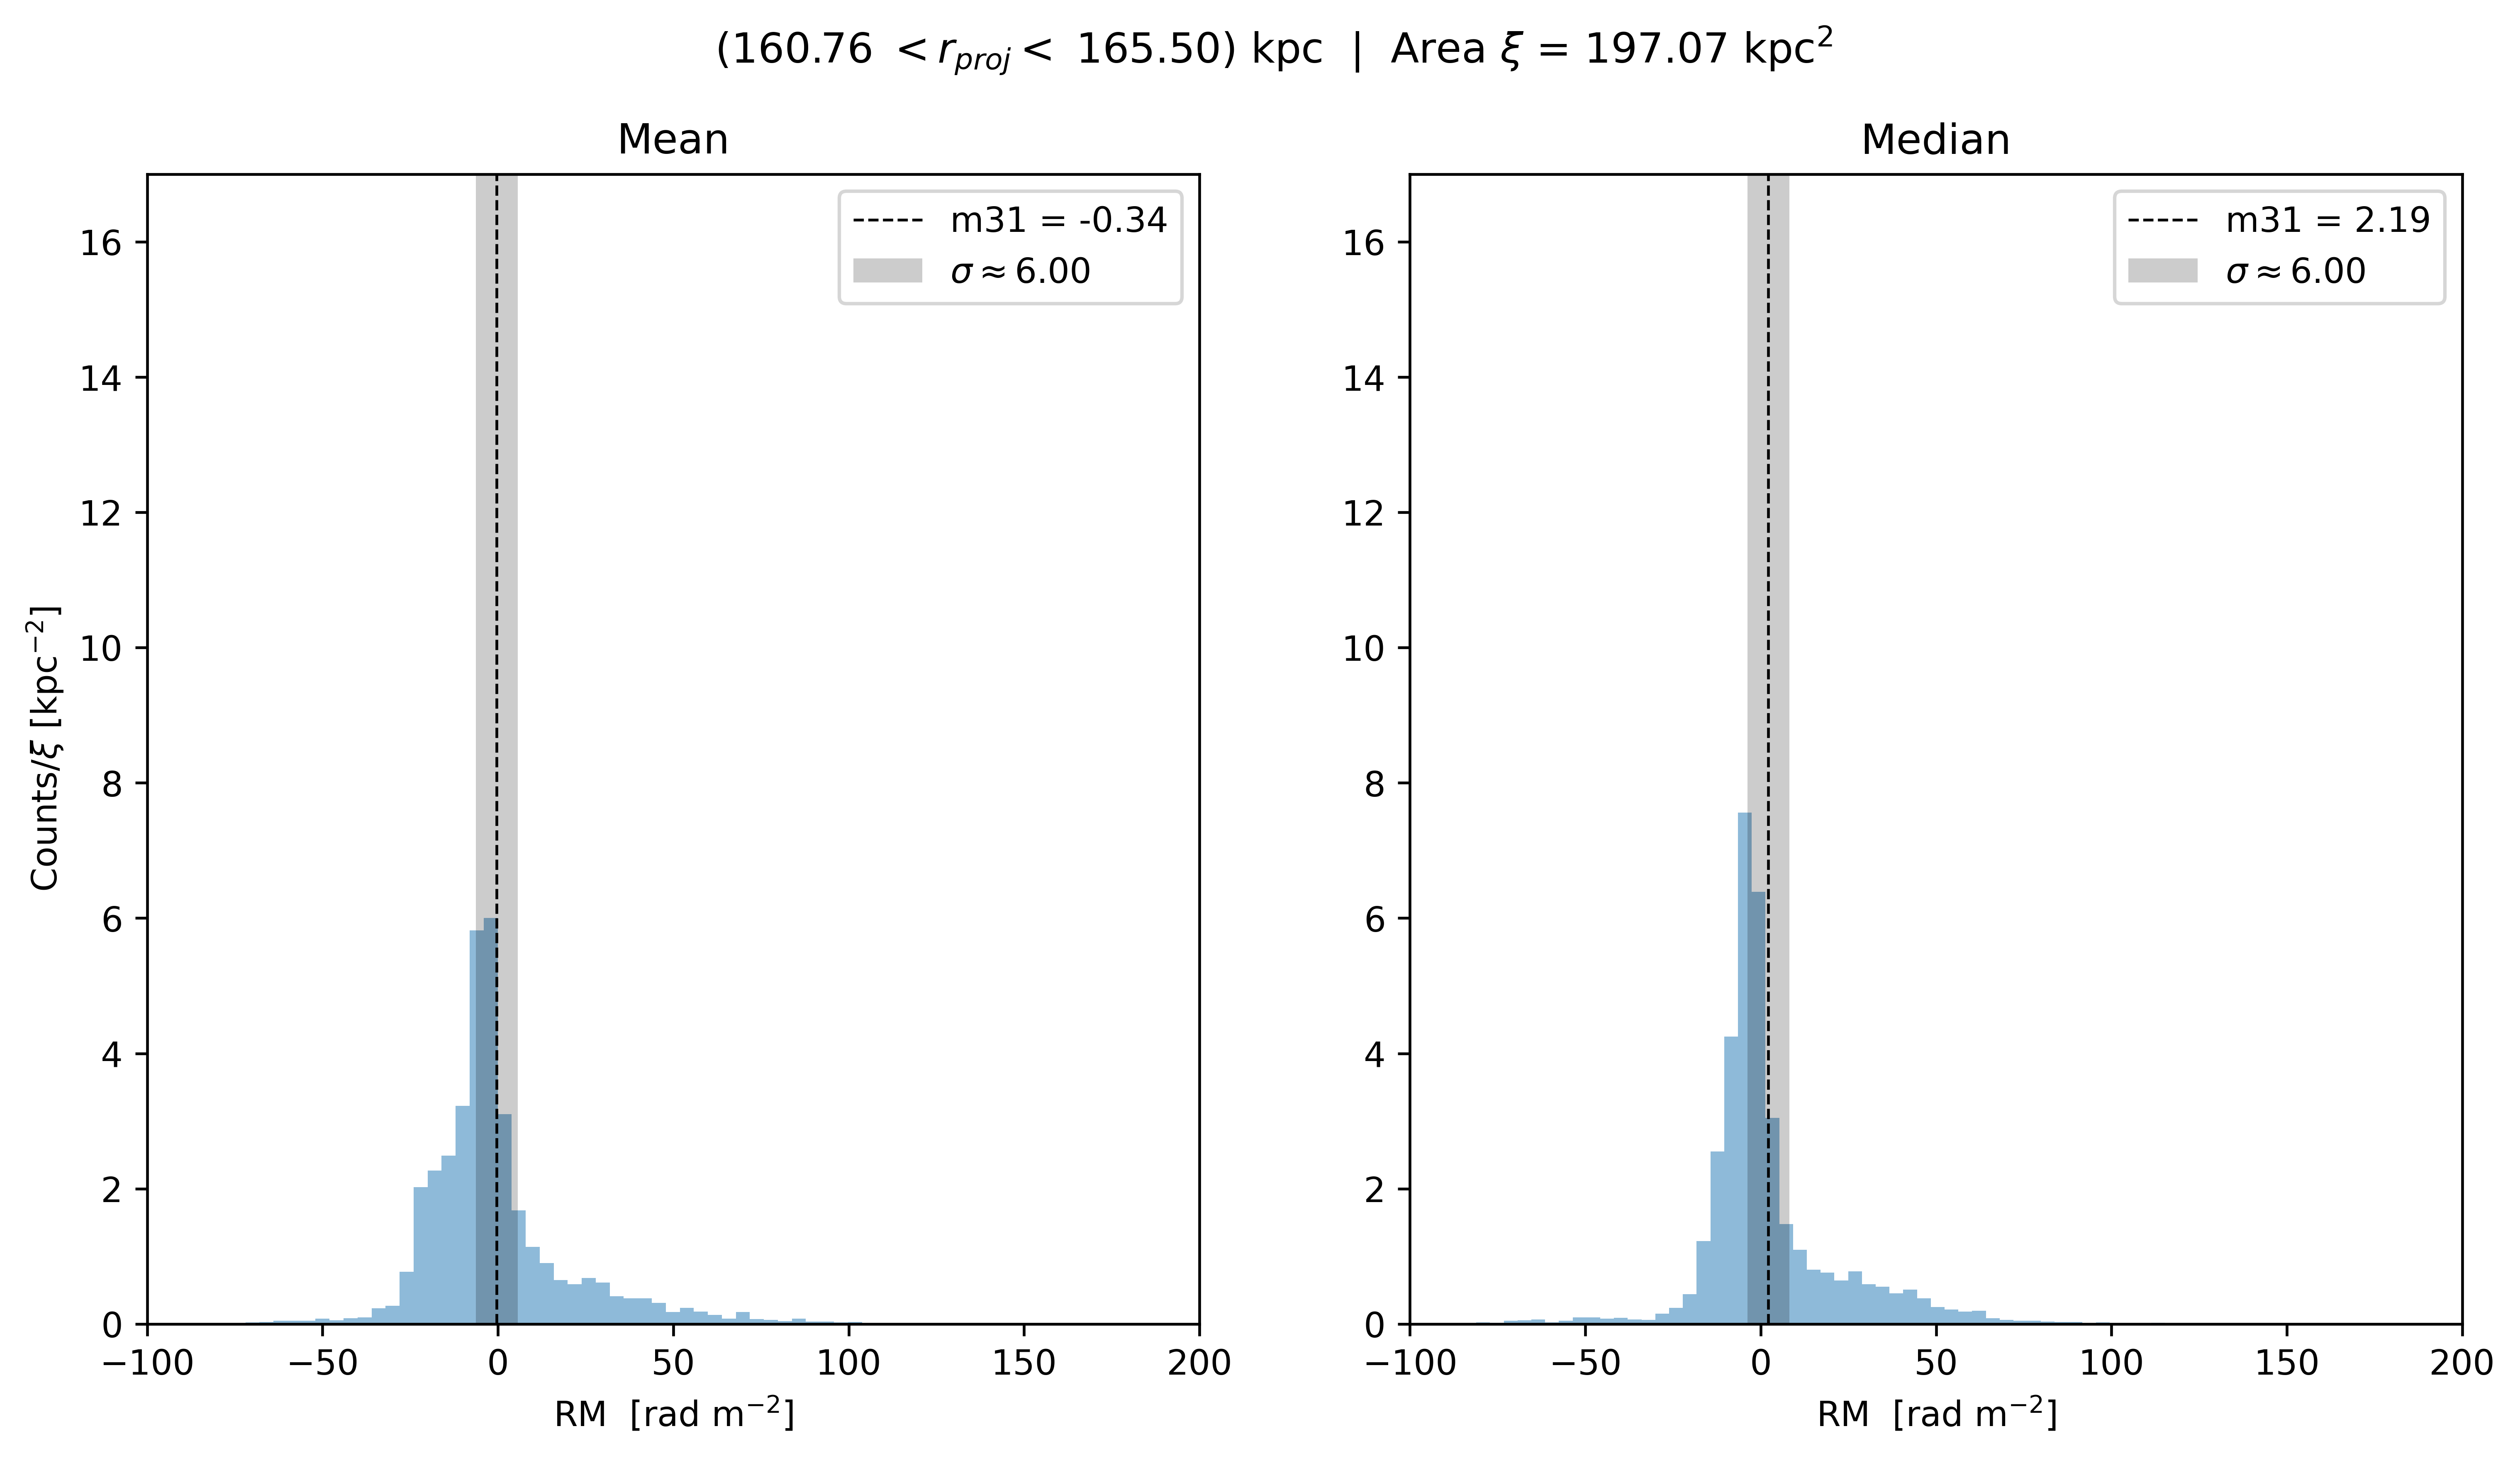 (160.76 < r_proj < 165.50) kpc | Area ξ = 197.07 kpc²
Mean
Median
m31 = -0.34
σ ≈ 6.00
m31 = 2.19
σ ≈ 6.00
Counts/ξ [kpc⁻²]
16
14
12
10
8
6
4
2
0
−100 −50 0 50 100 150 200
RM [rad m⁻²]
16
14
12
10
8
6
4
2
0
−100 −50 0 50 100 150 200
RM [rad m⁻²]